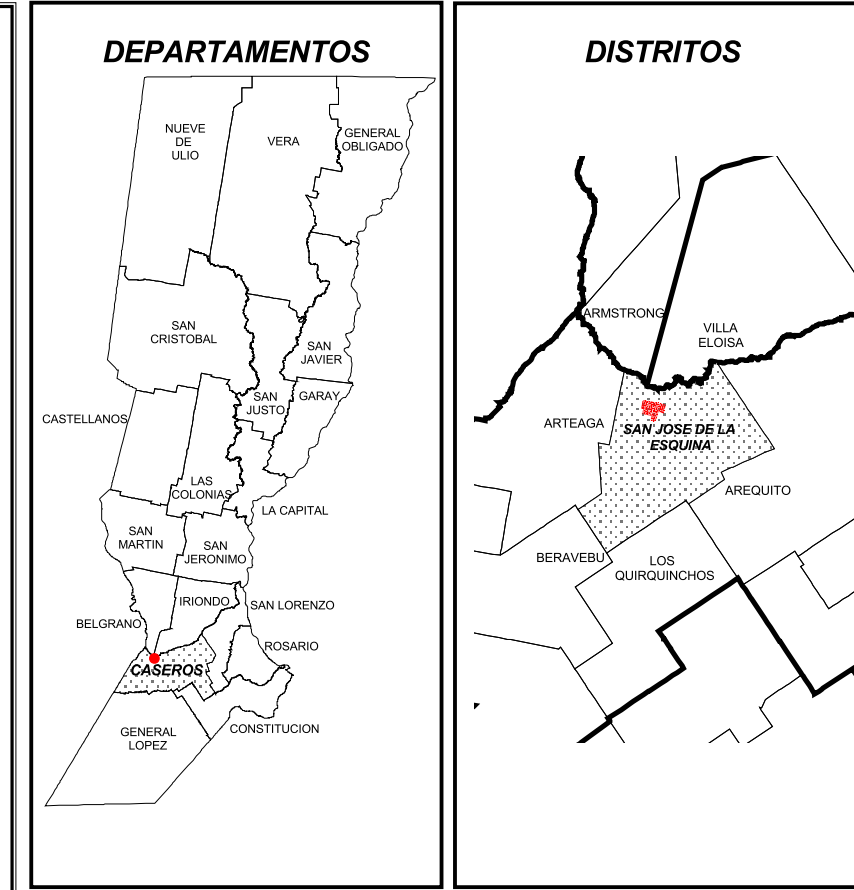 DEPARTAMENTOS
NUEVE
DE
ULIO
VERA
GENERAL
OBLIGADO
SAN
CRISTOBAL
SAN
JAVIER
SAN
JUSTO
GARAY
CASTELLANOS
LAS
COLONIAS
LA CAPITAL
SAN
MARTIN
SAN
JERONIMO
IRIONDO
SAN LORENZO
BELGRANO
ROSARIO
CASEROS
GENERAL
LOPEZ
CONSTITUCION
DISTRITOS
ARMSTRONG
VILLA
ELOISA
ARTEAGA
SAN JOSE DE LA
ESQUINA
AREQUITO
BERAVEBU
LOS
QUIRQUINCHOS